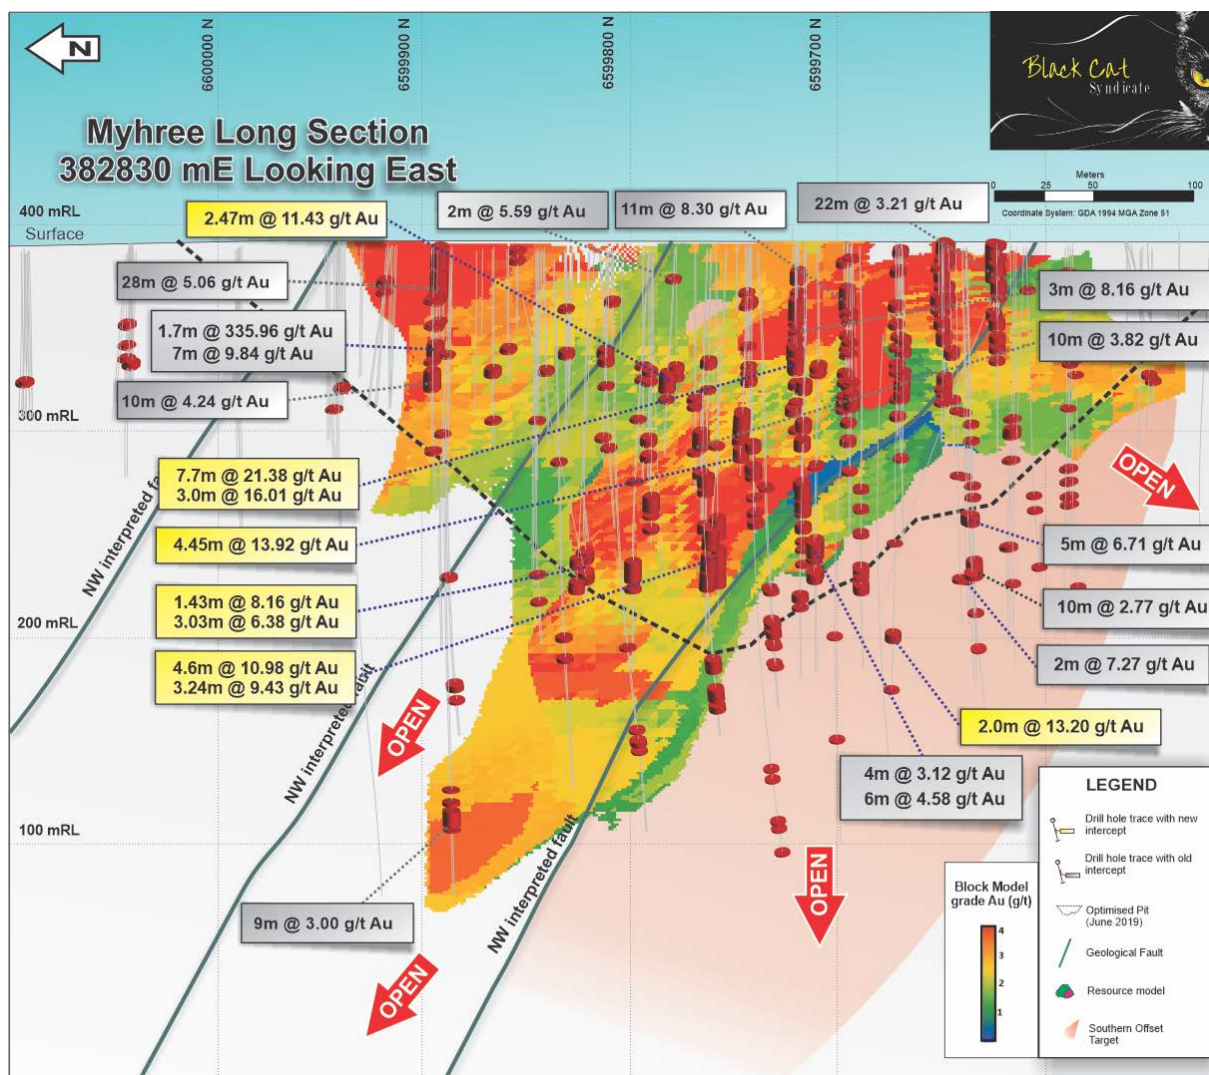 6600000 N
6599900 N
6599800 N
6599700 N
N
Black Cat
Syndicate
Myhree Long Section
382830 mE Looking East
Meters
0 25 50 100
Coordinate System: GDA 1994 MGA Zone 51
400 mRL
Surface
2.47m @ 11.43 g/t Au
2m @ 5.59 g/t Au
11m @ 8.30 g/t Au
22m @ 3.21 g/t Au
28m @ 5.06 g/t Au
3m @ 8.16 g/t Au
1.7m @ 335.96 g/t Au
7m @ 9.84 g/t Au
10m @ 3.82 g/t Au
10m @ 4.24 g/t Au
300 mRL
7.7m @ 21.38 g/t Au
3.0m @ 16.01 g/t Au
OPEN
NW interpreted fau
4.45m @ 13.92 g/t Au
5m @ 6.71 g/t Au
1.43m @ 8.16 g/t Au
3.03m @ 6.38 g/t Au
10m @ 2.77 g/t Au
200 mRL
4.6m @ 10.98 g/t Au
3.24m @ 9.43 g/t Au
2m @ 7.27 g/t Au
NW interpreted fault
OPEN
2.0m @ 13.20 g/t Au
4m @ 3.12 g/t Au
6m @ 4.58 g/t Au
100 mRL
NW interpreted fault
OPEN
9m @ 3.00 g/t Au
OPEN
Block Model
grade Au (g/t)
4
3
2
1
LEGEND
Drill hole trace with new
intercept
Drill hole trace with old
intercept
Optimised Pit
(June 2019)
Geological Fault
Resource model
Southern Offset
Target